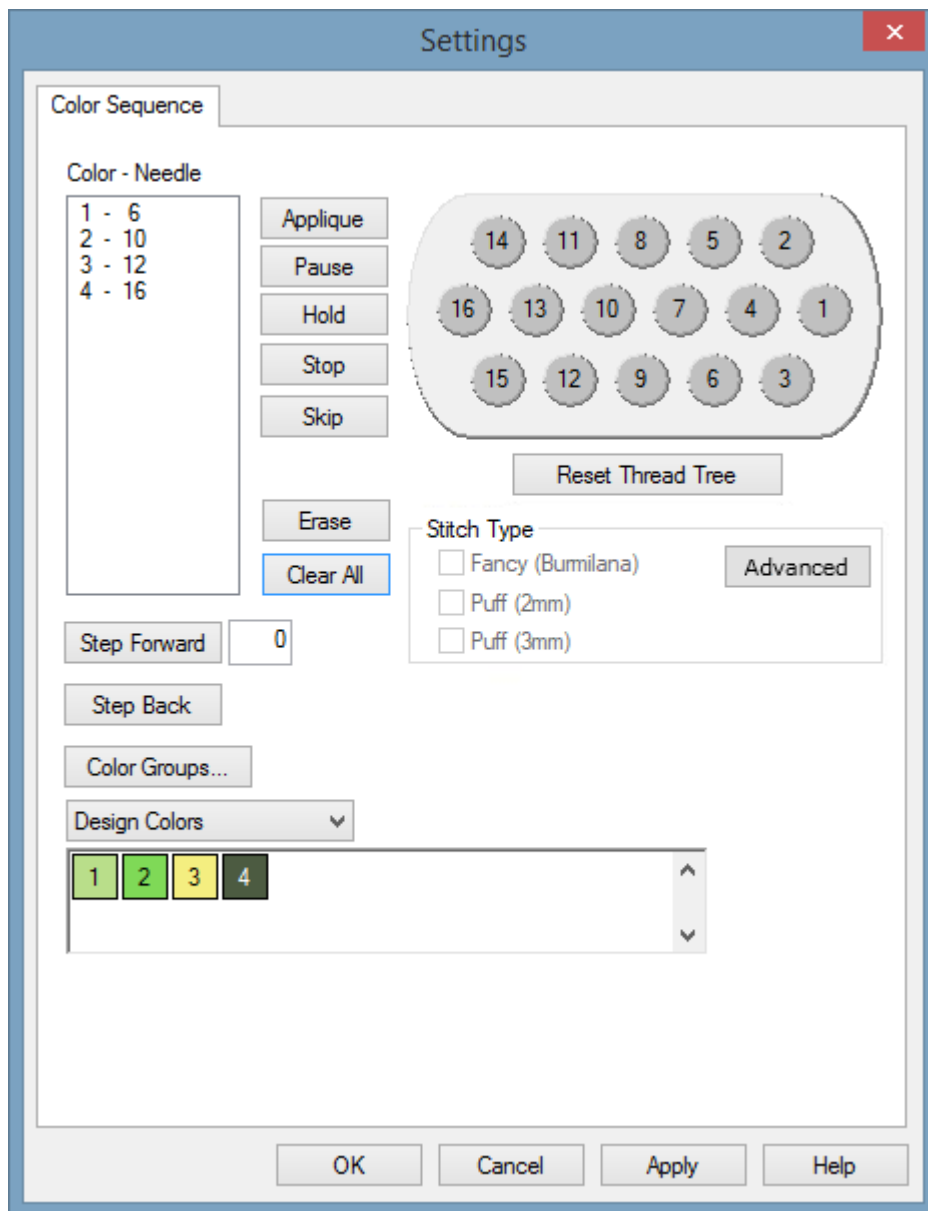 Settings
Color Sequence
Color - Needle
1 - 6
2 - 10
3 - 12
4 - 16
Applique
Pause
Hold
Stop
Skip
Erase
Clear All
14 11 8 5 2
16 13 10 7 4 1
15 12 9 6 3
Reset Thread Tree
Stitch Type
Fancy (Burmilana)
Puff (2mm)
Puff (3mm)
Advanced
Step Forward 0
Step Back
Color Groups...
Design Colors
1 2 3 4
OK Cancel Apply Help